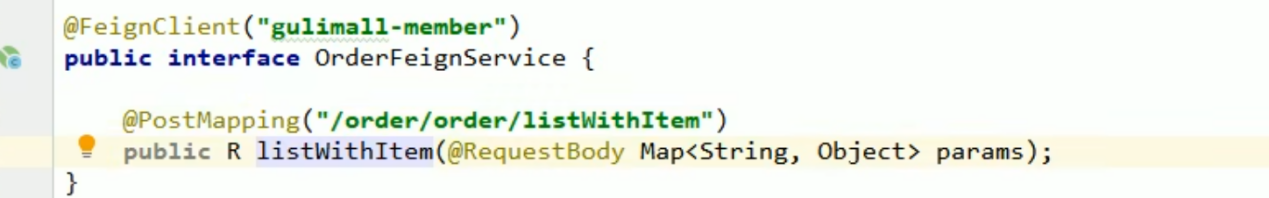 @FeignClient("gulimall-member")
public interface OrderFeignService {
@PostMapping("/order/order/listWithItem")
public R listWithItem(@RequestBody Map<String, Object> params);
}